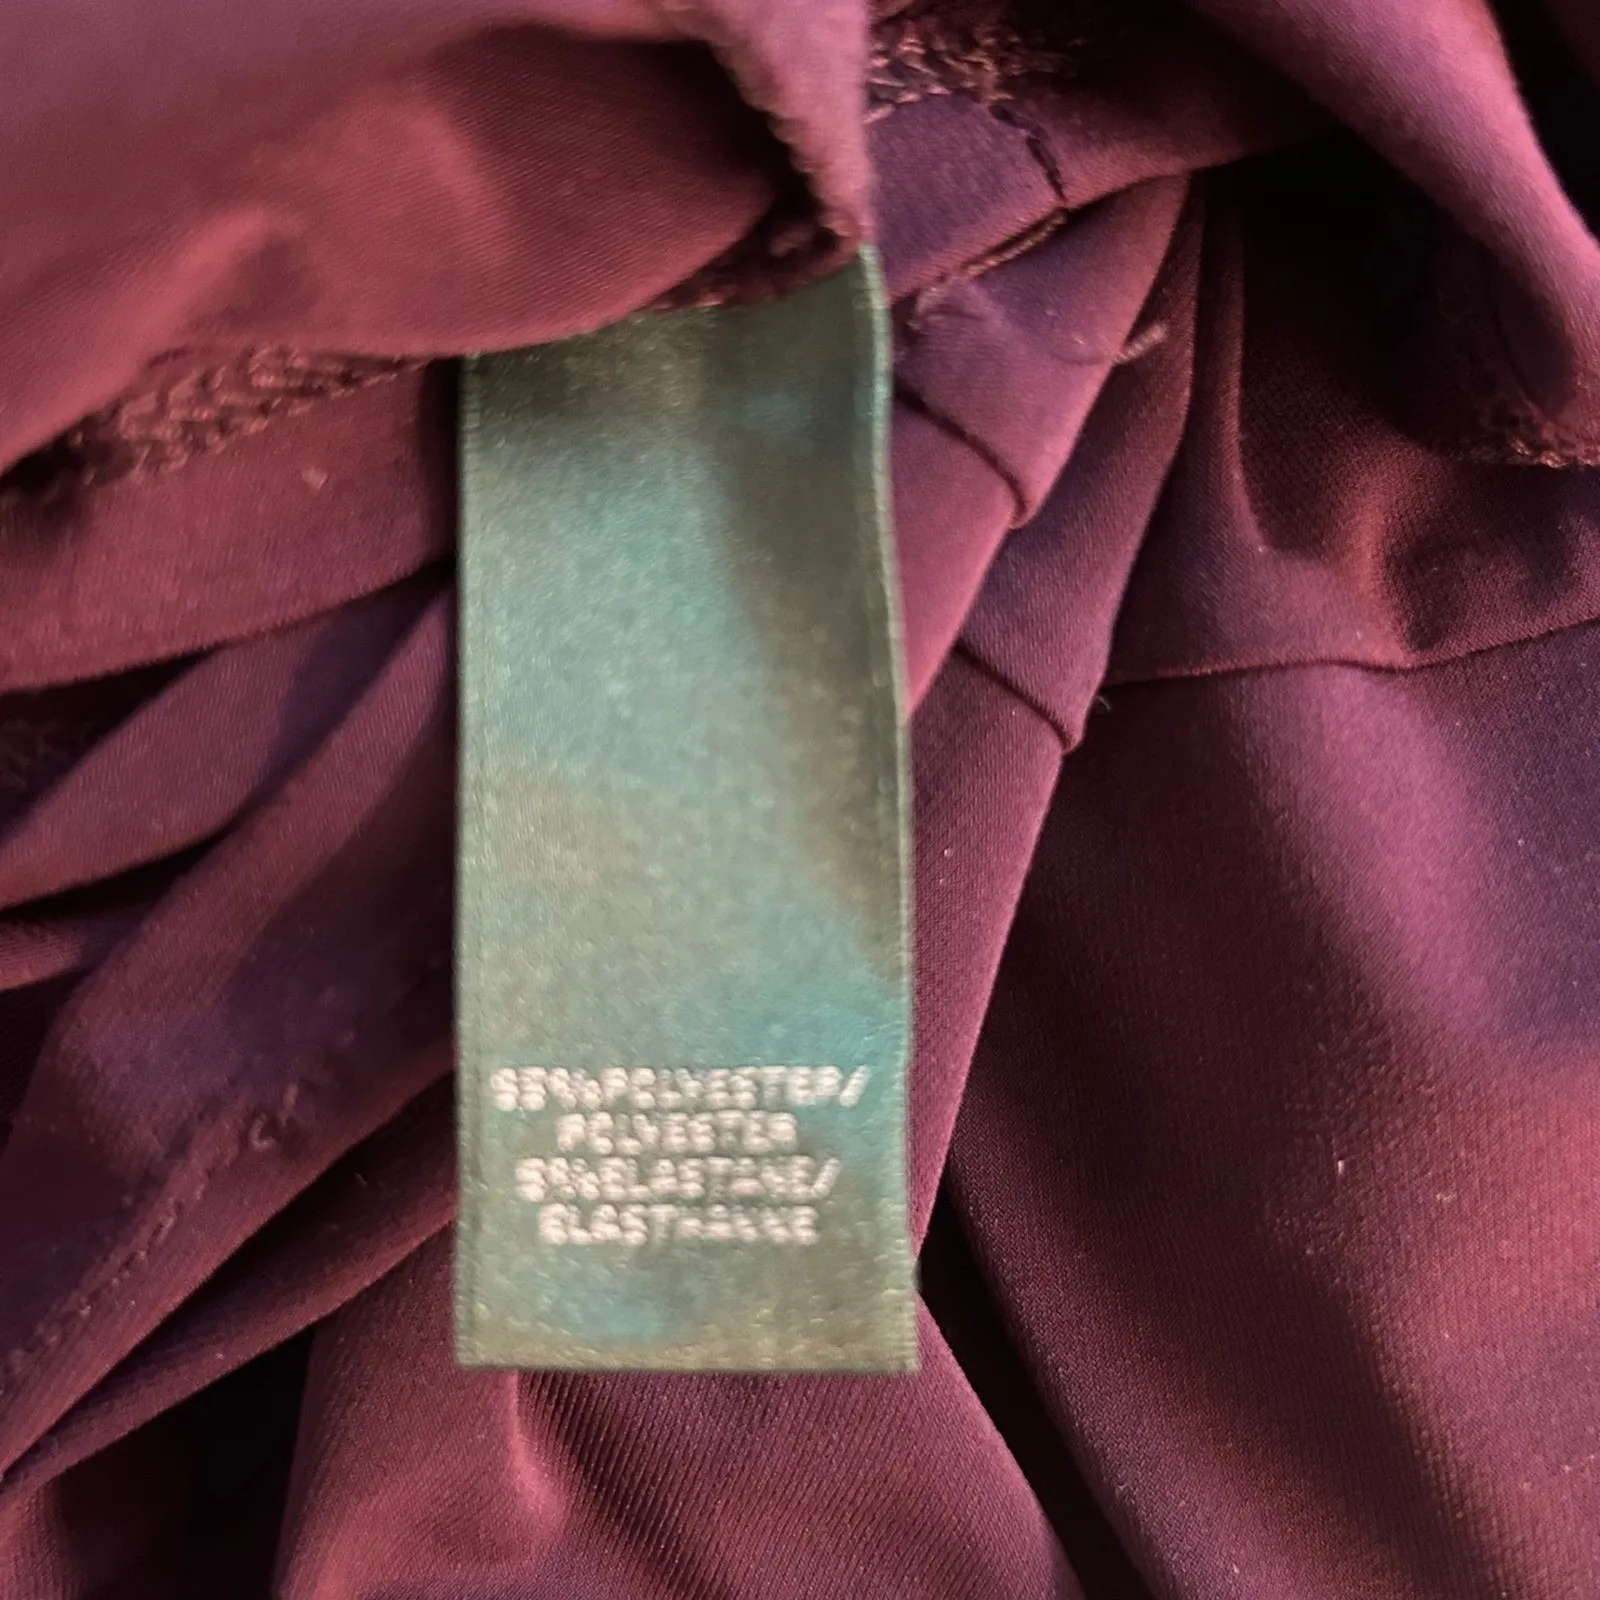 95%POLYESTER/
POLYESTER
5%ELASTANE/
ELASTHANNE